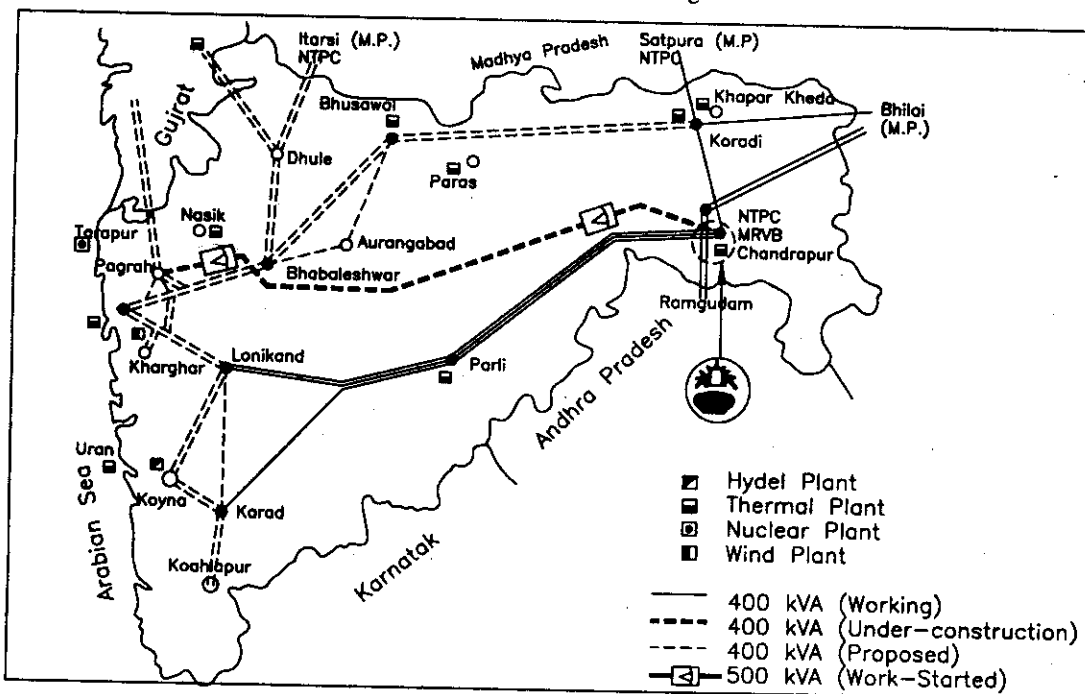 Itarsi (M.P.)
NTPC
Madhya Pradesh
Satpura (M.P)
NTPC
Gujrat
Bhusawal
Khapar Kheda
Bhilai
(M.P.)
Koradi
Dhule
Paras
Nasik
Tarapur
Aurangabad
NTPC
MRVB
Chandrapur
Pagrah
Bhabaleshwar
Ramgudam
Kharghar
Lonikand
Parli
Andhra Pradesh
Uran
Arabian Sea
Koyna
Karad
Koahlapur
Karnatak
Hydel Plant
Thermal Plant
Nuclear Plant
Wind Plant
400 kVA (Working)
400 kVA (Under-construction)
400 kVA (Proposed)
500 kVA (Work-Started)